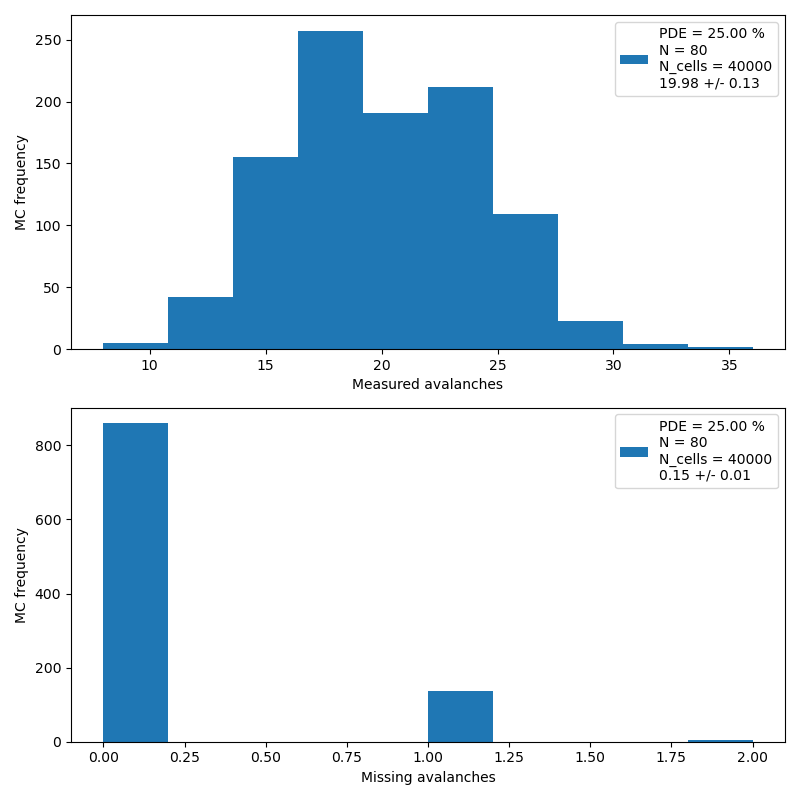 MC frequency
250
200
150
100
50
0
PDE = 25.00 %
N = 80
N_cells = 40000
19.98 +/- 0.13
10 15 20 25 30 35
Measured avalanches
MC frequency
800
600
400
200
0
PDE = 25.00 %
N = 80
N_cells = 40000
0.15 +/- 0.01
0.00 0.25 0.50 0.75 1.00 1.25 1.50 1.75 2.00
Missing avalanches